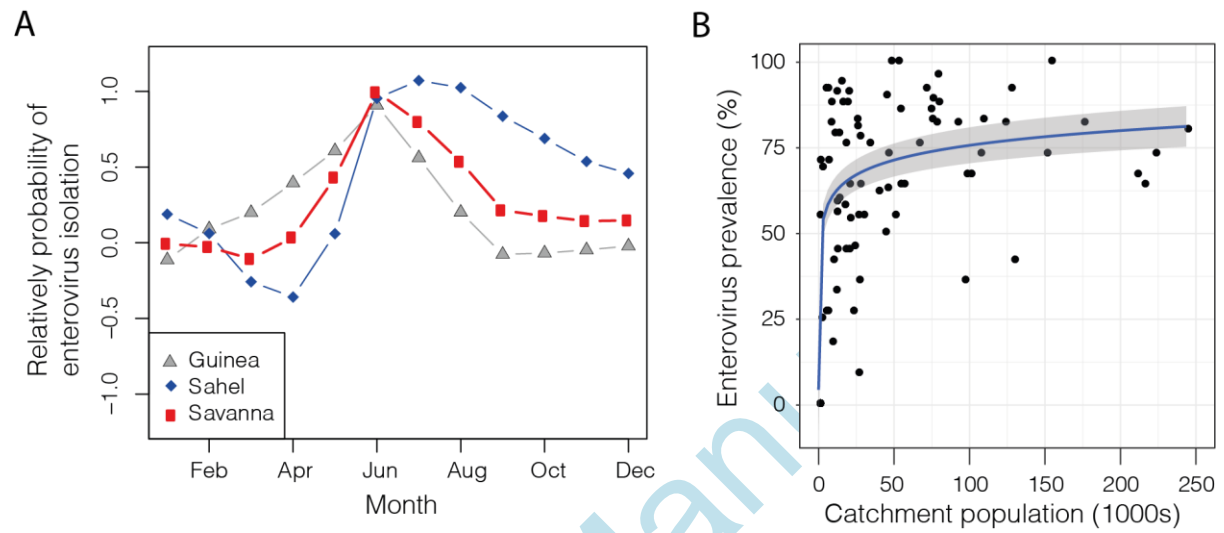 A
Relatively probability of
enterovirus isolation
1.0
0.5
0.0
−0.5
−1.0
Guinea
Sahel
Savanna
Feb Apr Jun Aug Oct Dec
Month
B
Enterovirus prevalence (%)
100
75
50
25
0
0 50 100 150 200 250
Catchment population (1000s)